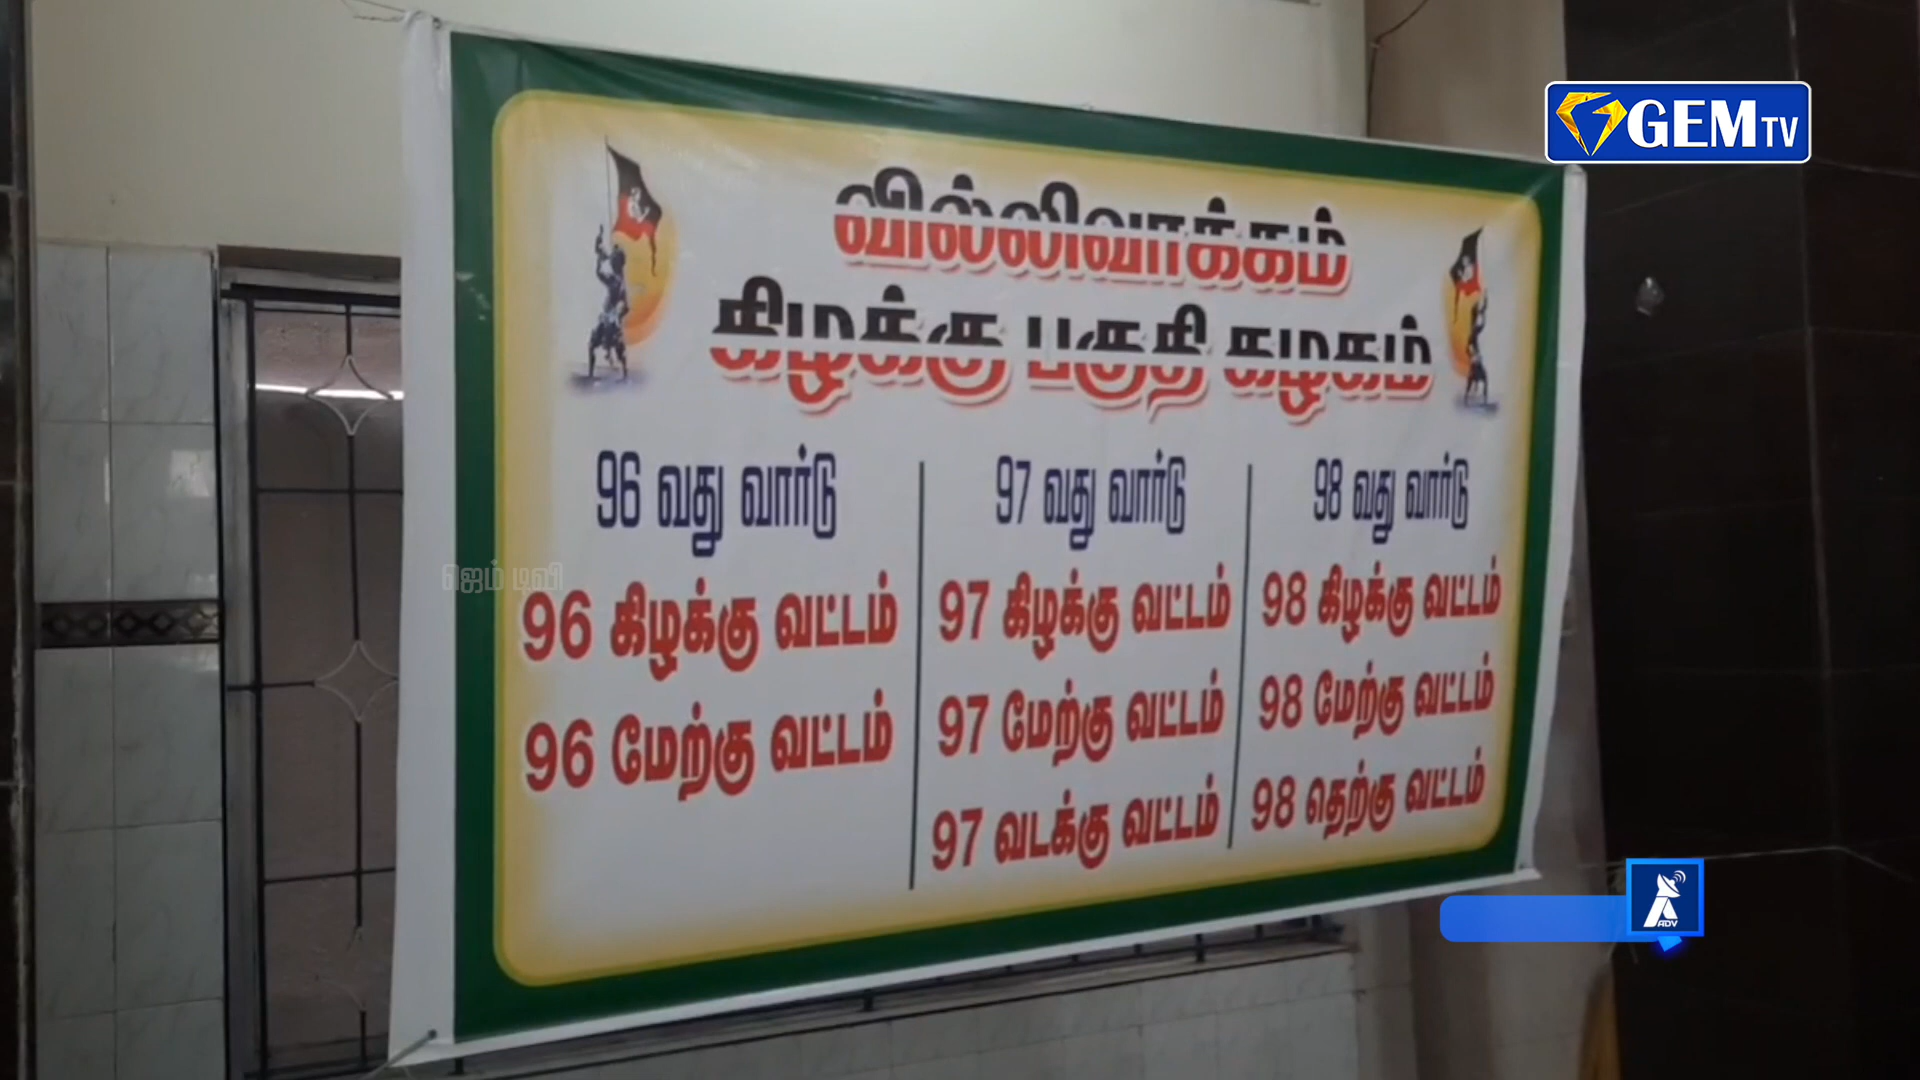 GEM TV
வில்லிவாக்கம்
கிழக்கு பகுதி கழகம்
96 வது வார்டு
96 கிழக்கு வட்டம்
96 மேற்கு வட்டம்
97 வது வார்டு
97 கிழக்கு வட்டம்
97 மேற்கு வட்டம்
97 வடக்கு வட்டம்
98 வது வார்டு
98 கிழக்கு வட்டம்
98 மேற்கு வட்டம்
98 தெற்கு வட்டம்
ஜெம் டிவி
ADV